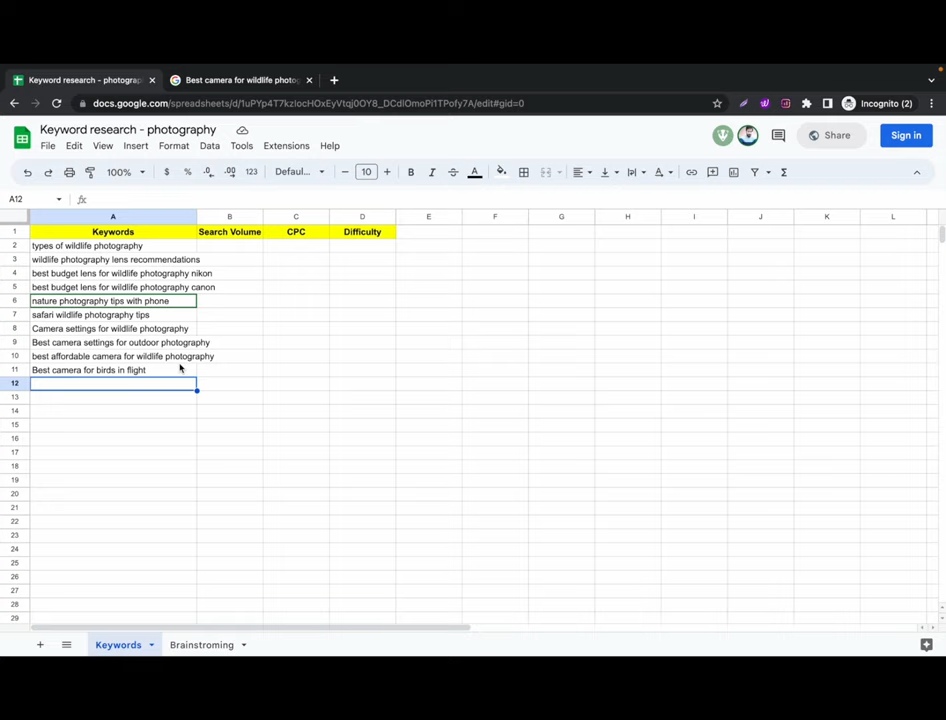 Keyword research - photograp
Best camera for wildlife photog
docs.google.com/spreadsheets/d/1uPYp4T7kzlocHOxEyVtqj0OY8_DCdIOmoPi1TPofy7A/edit#gid=0
Incognito (2)
Keyword research - photography
File Edit View Insert Format Data Tools Extensions Help
Share
Sign in
100% $ % .0 .00 123 Defaul... 10 B I A
A12 fx
A B C D E F G H I J K L
1 Keywords Search Volume CPC Difficulty
2 types of wildlife photography
3 wildlife photography lens recommendations
4 best budget lens for wildlife photography nikon
5 best budget lens for wildlife photography canon
6 nature photography tips with phone
7 safari wildlife photography tips
8 Camera settings for wildlife photography
9 Best camera settings for outdoor photography
10 best affordable camera for wildlife photography
11 Best camera for birds in flight
12
13
14
15
16
17
18
19
20
21
22
23
24
25
26
27
28
29
Keywords Brainstroming